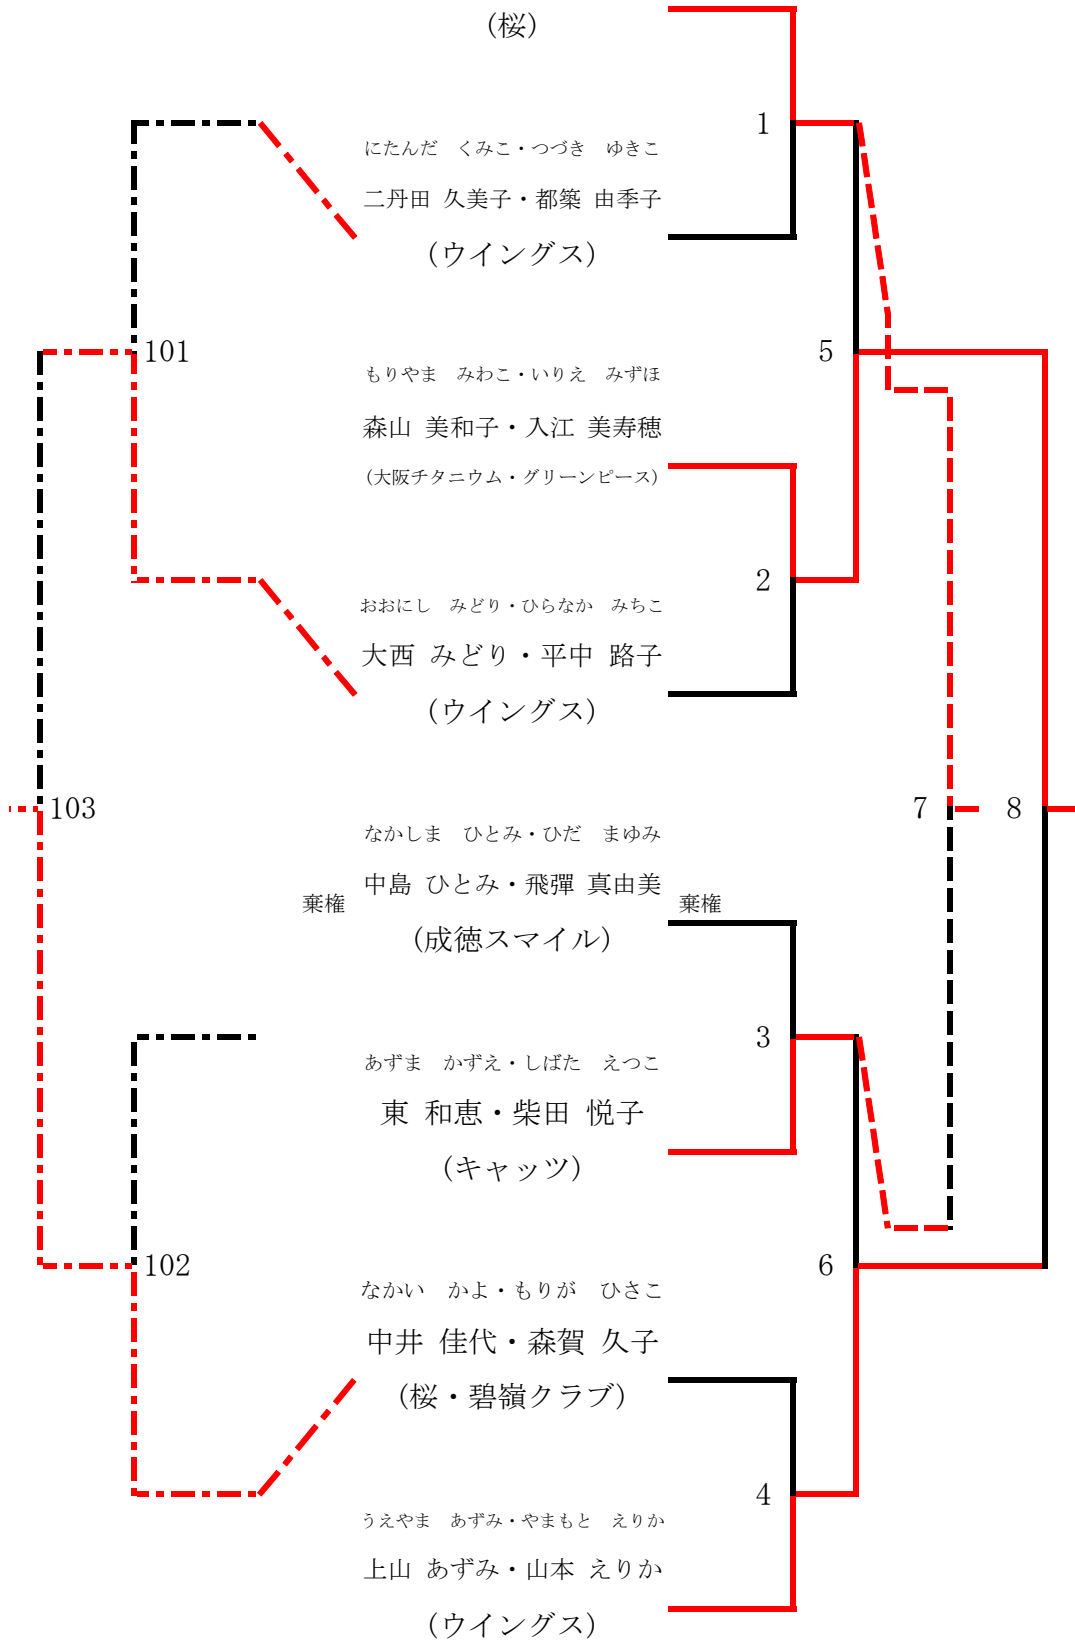 (桜)
1
にたんだ　くみこ・つづき　ゆきこ
二丹田 久美子・都築 由季子
(ウイングス)
101
5
もりやま　みわこ・いりえ　みずほ
森山 美和子・入江 美寿穂
(大阪チタニウム・グリーンピース)
2
おおにし　みどり・ひらなか　みちこ
大西 みどり・平中 路子
(ウイングス)
103
7
8
なかしま　ひとみ・ひだ　まゆみ
中島 ひとみ・飛彈 真由美
棄権
棄権
(成徳スマイル)
3
あずま　かずえ・しばた　えつこ
東 和恵・柴田 悦子
(キャッツ)
102
6
なかい　かよ・もりが　ひさこ
中井 佳代・森賀 久子
(桜・碧嶺クラブ)
4
うえやま　あずみ・やまもと　えりか
上山 あずみ・山本 えりか
(ウイングス)